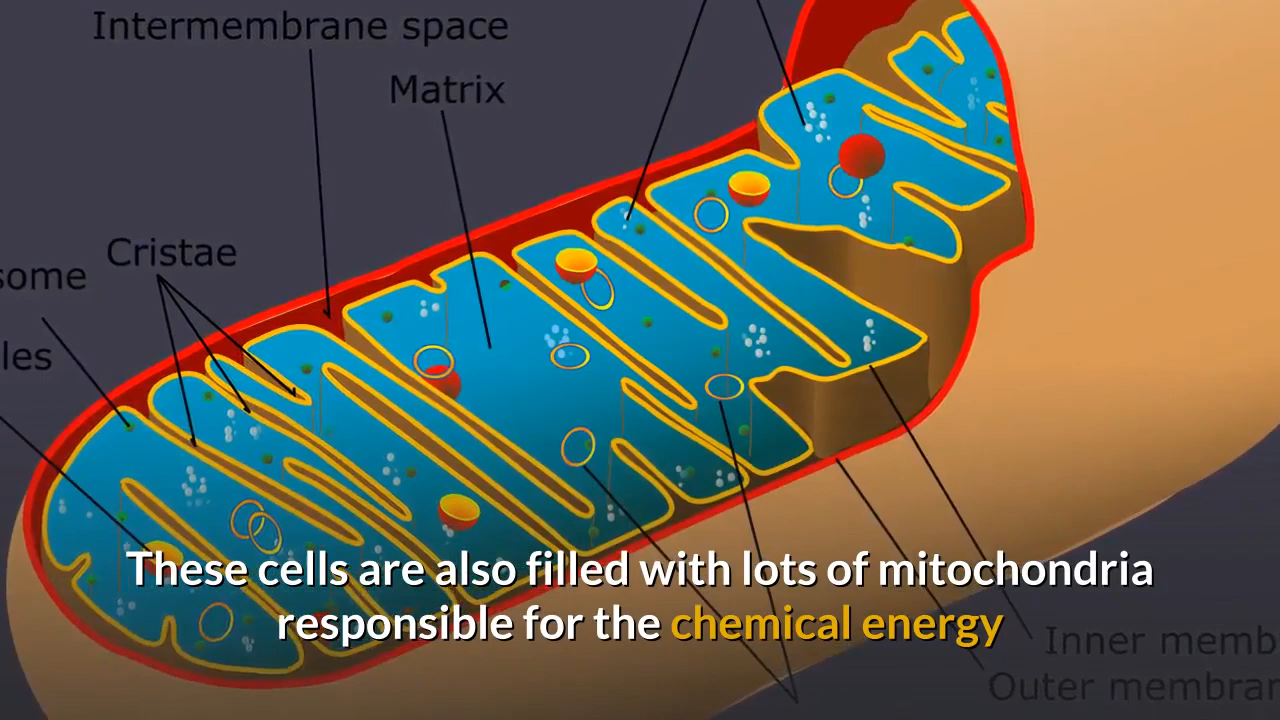 Intermembrane space
Matrix
Cristae
some
les
These cells are also filled with lots of mitochondria
responsible for the chemical energy
Inner memb
Outer membran